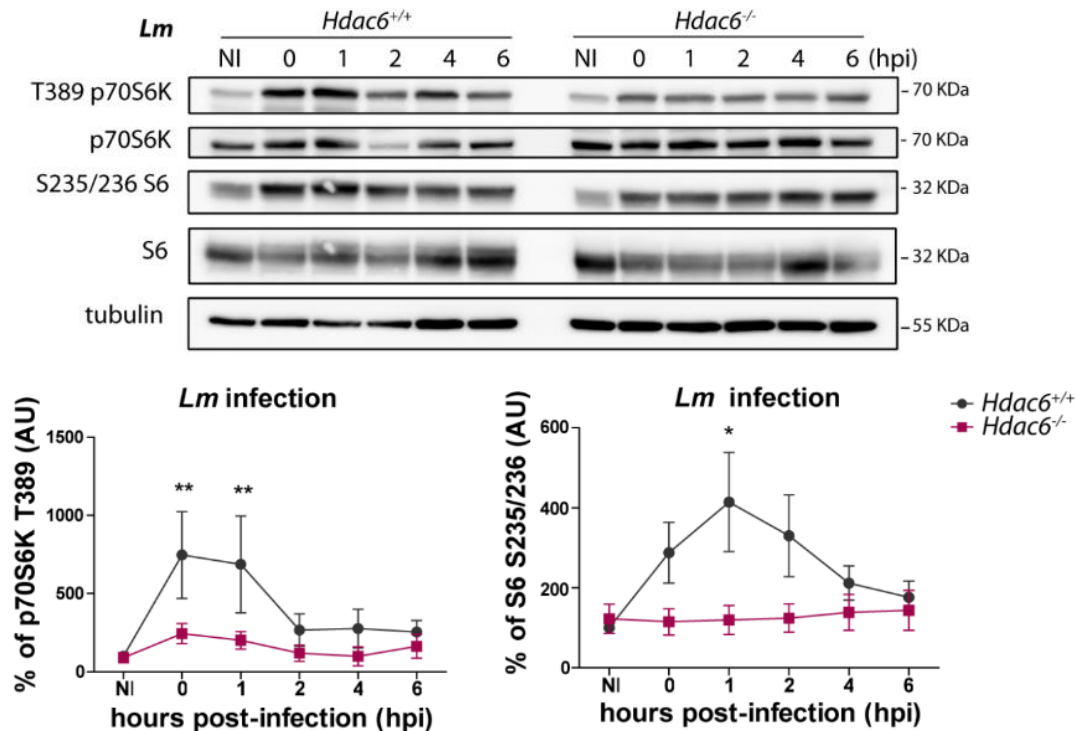 Lm Hdac6+/+ Hdac6-/-
NI 0 1 2 4 6 NI 0 1 2 4 6 (hpi)
T389 p70S6K - 70 KDa
p70S6K - 70 KDa
S235/236 S6 - 32 KDa
S6 - 32 KDa
tubulin - 55 KDa
Lm infection
% of p70S6K T389 (AU)
1500
1000
500
0
** **
NI 0 1 2 4 6
hours post-infection (hpi)
Lm infection
% of S6 S235/236 (AU)
600
400
200
0
*
NI 0 1 2 4 6
hours post-infection (hpi)
Hdac6+/+
Hdac6-/-